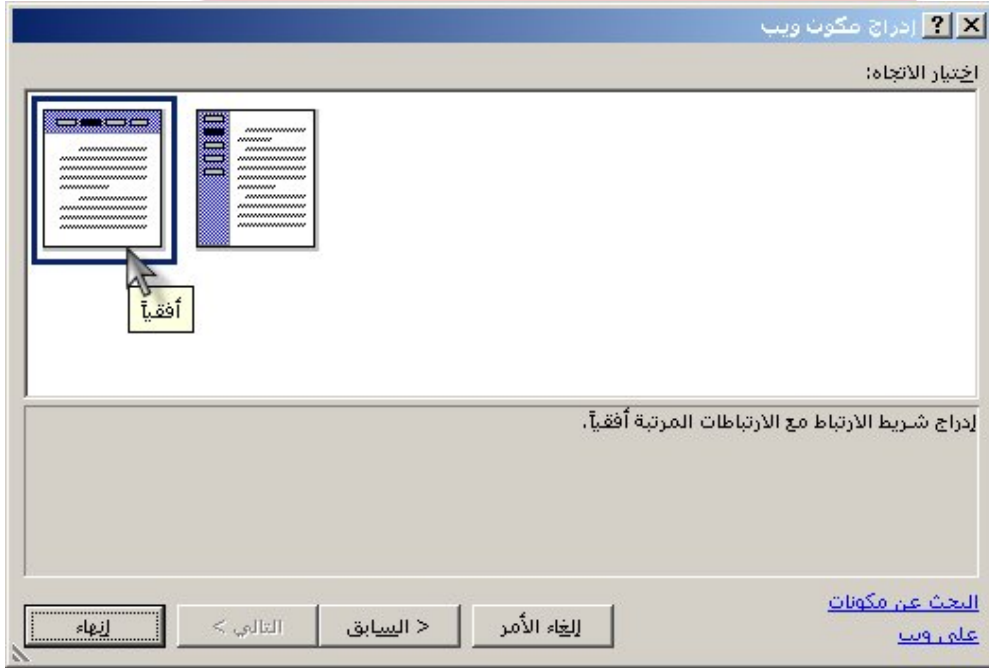 إدراج مكون ويب
اختيار الاتجاه:
أفقياً
إدراج شريط الارتباط مع الارتباطات المرتبة أفقياً.
البحث عن مكونات
على ويب
إلغاء الأمر
< السابق
التالي >
إنهاء